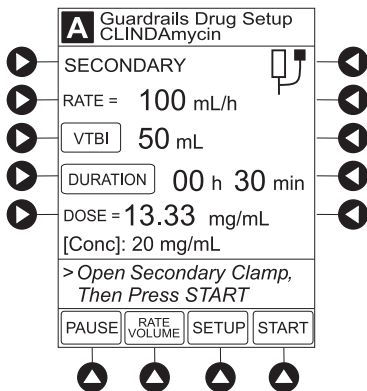 A Guardrails Drug Setup
CLINDAmycin
SECONDARY
RATE = 100 mL/h
VTBI 50 mL
DURATION 00 h 30 min
DOSE = 13.33 mg/mL
[Conc]: 20 mg/mL
> Open Secondary Clamp,
Then Press START
PAUSE RATE VOLUME SETUP START